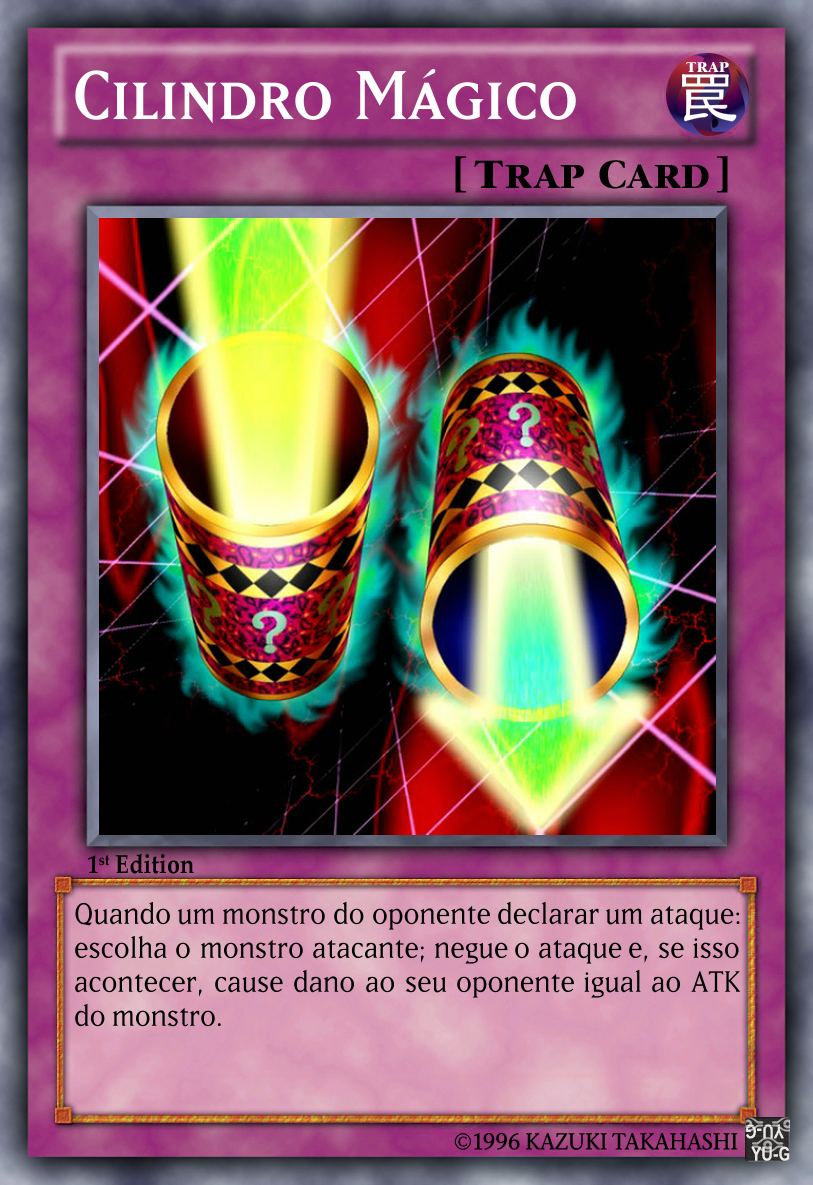 Cilindro Mágico
TRAP
罠
[Trap Card]
?
?
1st Edition
Quando um monstro do oponente declarar um ataque:
escolha o monstro atacante; negue o ataque e, se isso
acontecer, cause dano ao seu oponente igual ao ATK
do monstro.
©1996 KAZUKI TAKAHASHI
YU-G
YU-G